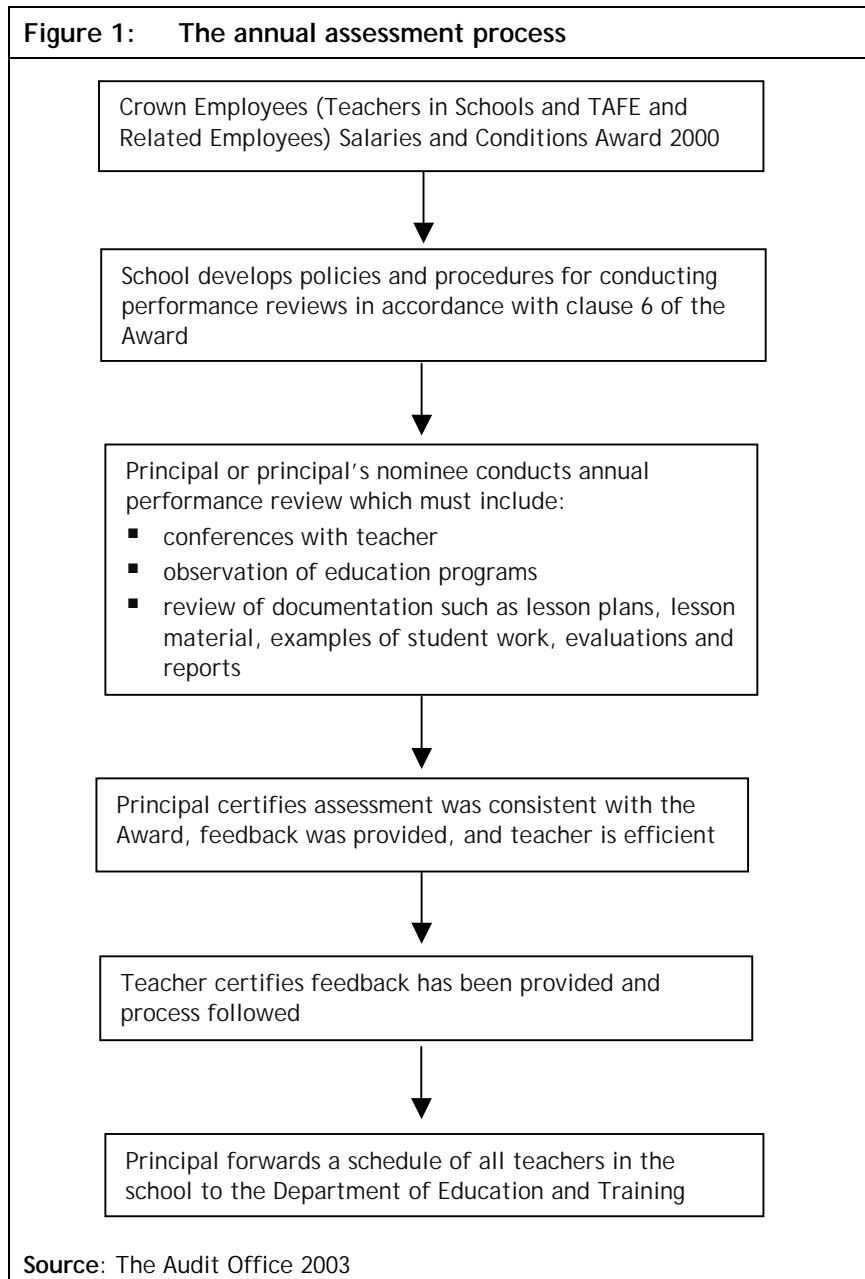 Figure 1: The annual assessment process
Crown Employees (Teachers in Schools and TAFE and
Related Employees) Salaries and Conditions Award 2000
School develops policies and procedures for conducting
performance reviews in accordance with clause 6 of the
Award
Principal or principal's nominee conducts annual
performance review which must include:
▪ conferences with teacher
▪ observation of education programs
▪ review of documentation such as lesson plans, lesson
material, examples of student work, evaluations and
reports
Principal certifies assessment was consistent with the
Award, feedback was provided, and teacher is efficient
Teacher certifies feedback has been provided and
process followed
Principal forwards a schedule of all teachers in the
school to the Department of Education and Training
Source: The Audit Office 2003